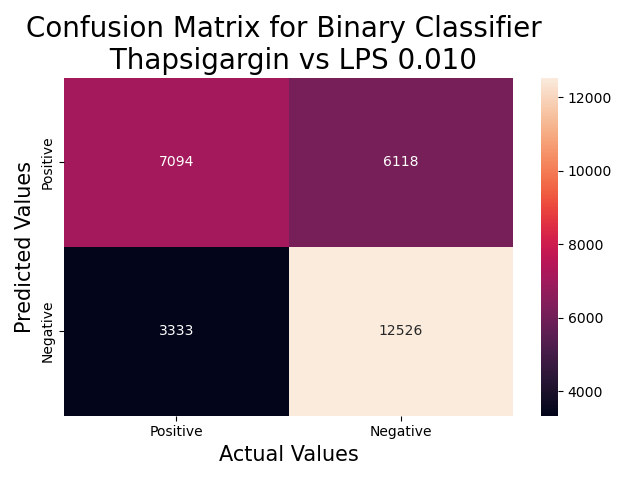 Confusion Matrix for Binary Classifier
Thapsigargin vs LPS 0.010
Predicted Values
Positive
Negative
7094
6118
3333
12526
Positive
Negative
Actual Values
12000
10000
8000
6000
4000